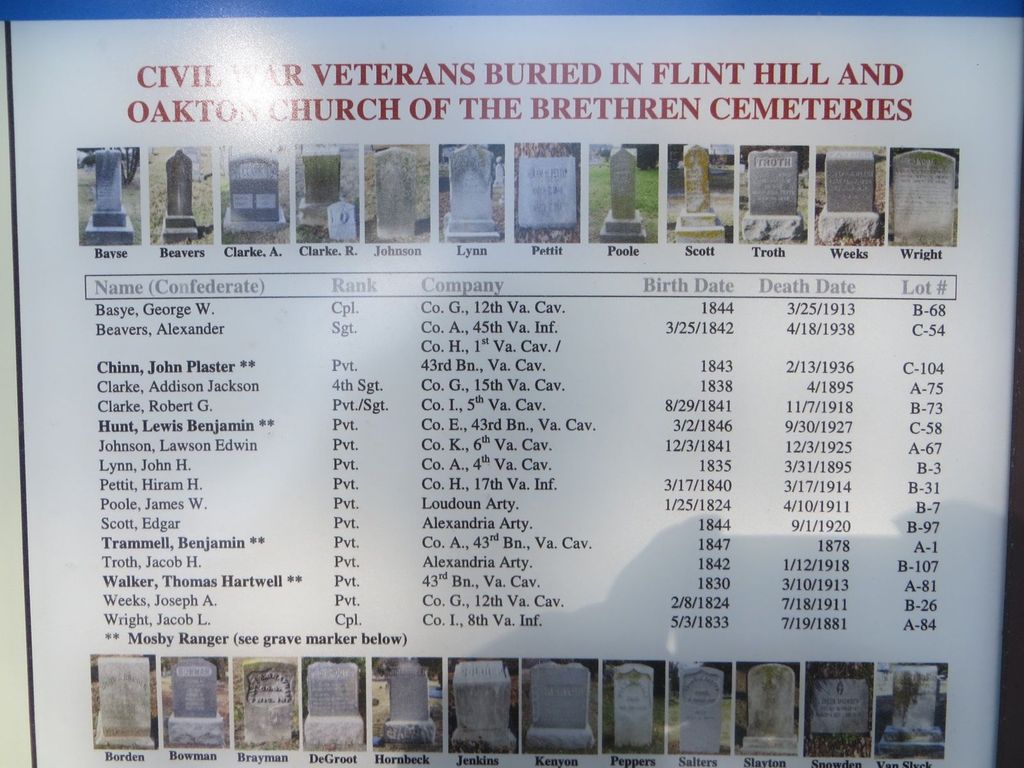 CIVIL WAR VETERANS BURIED IN FLINT HILL AND
OAKTON CHURCH OF THE BRETHREN CEMETERIES
TROTH
Bayse Beavers Clarke. A. Clarke. R. Johnson Lynn Pettit Poole Scott Troth Weeks Wright
Name (Confederate) Rank Company Birth Date Death Date Lot #
Basye, George W. Cpl. Co. G., 12th Va. Cav. 1844 3/25/1913 B-68
Beavers, Alexander Sgt. Co. A., 45th Va. Inf. 3/25/1842 4/18/1938 C-54
Co. H., 1st Va. Cav. /
Chinn, John Plaster ** Pvt. 43rd Bn., Va. Cav. 1843 2/13/1936 C-104
Clarke, Addison Jackson 4th Sgt. Co. G., 15th Va. Cav. 1838 4/1895 A-75
Clarke, Robert G. Pvt./Sgt. Co. I., 5th Va. Cav. 8/29/1841 11/7/1918 B-73
Hunt, Lewis Benjamin ** Pvt. Co. E., 43rd Bn., Va. Cav. 3/2/1846 9/30/1927 C-58
Johnson, Lawson Edwin Pvt. Co. K., 6th Va. Cav. 12/3/1841 12/3/1925 A-67
Lynn, John H. Pvt. Co. A., 4th Va. Cav. 1835 3/31/1895 B-3
Pettit, Hiram H. Pvt. Co. H., 17th Va. Inf. 3/17/1840 3/17/1914 B-31
Poole, James W. Pvt. Loudoun Arty. 1/25/1824 4/10/1911 B-7
Scott, Edgar Pvt. Alexandria Arty. 1844 9/1/1920 B-97
Trammell, Benjamin ** Pvt. Co. A., 43rd Bn., Va. Cav. 1847 1878 A-1
Troth, Jacob H. Pvt. Alexandria Arty. 1842 1/12/1918 B-107
Walker, Thomas Hartwell ** Pvt. 43rd Bn., Va. Cav. 1830 3/10/1913 A-81
Weeks, Joseph A. Pvt. Co. G., 12th Va. Cav. 2/8/1824 7/18/1911 B-26
Wright, Jacob L. Cpl. Co. I., 8th Va. Inf. 5/3/1833 7/19/1881 A-84
** Mosby Ranger (see grave marker below)
BOWMAN
Borden Bowman Brayman DeGroot Hornbeck Jenkins Kenyon Peppers Salters Slayton Snowden Van Slyck